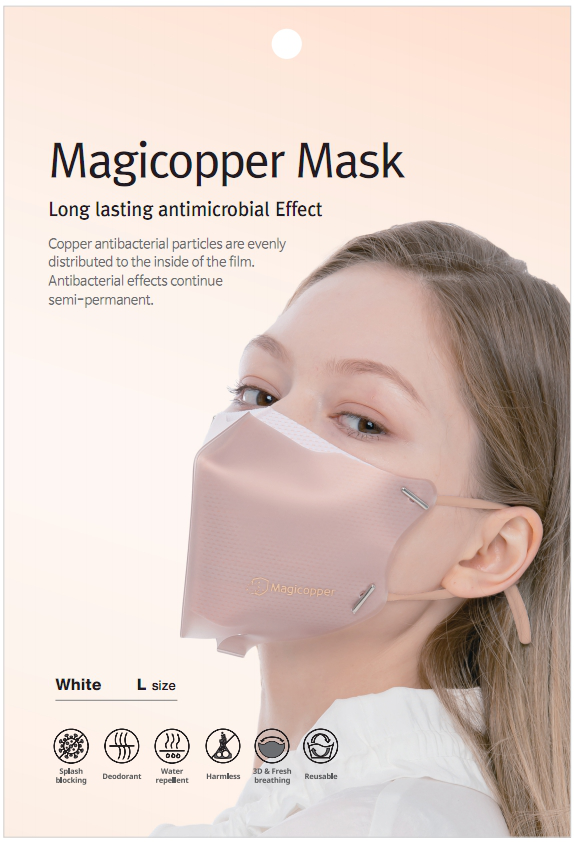 Magicopper Mask
Long lasting antimicrobial Effect
Copper antibacterial particles are evenly
distributed to the inside of the film.
Antibacterial effects continue
semi-permanent.
Magicopper
White L size
Splash
blocking
Deodorant
Water
repellent
Harmless
3D & Fresh
breathing
Reusable